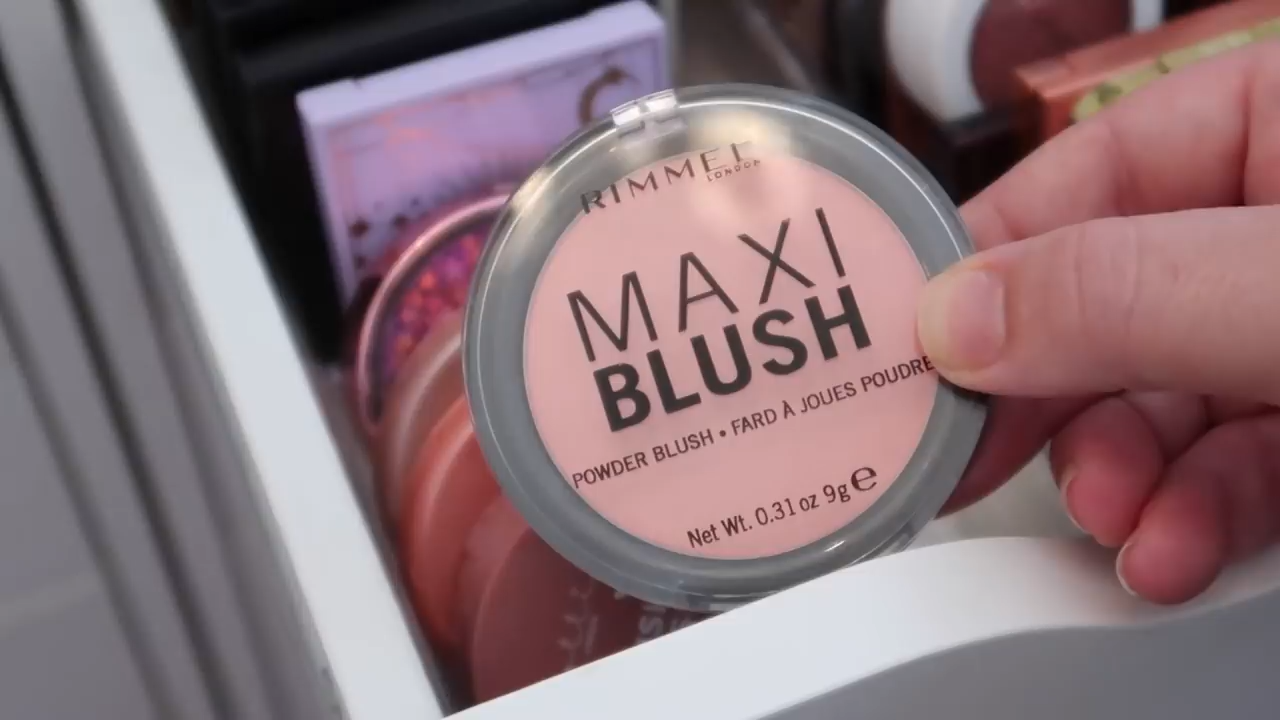 RIMMEL
LONDON
MAXI
BLUSH
POWDER BLUSH • FARD À JOUES POUDRE
Net Wt. 0.31 oz 9g ℮